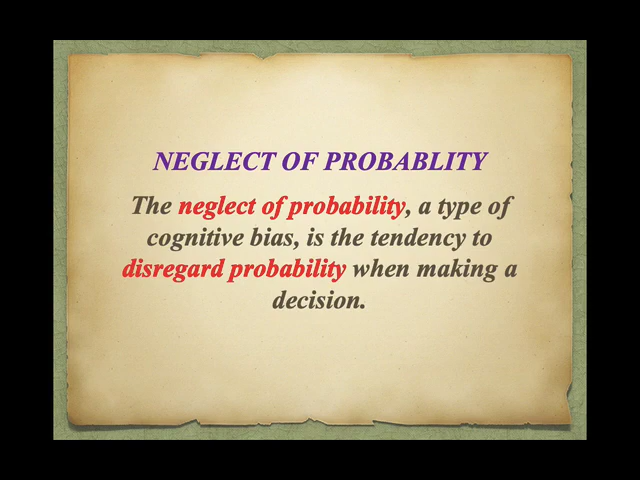 NEGLECT OF PROBABLITY
The neglect of probability, a type of
cognitive bias, is the tendency to
disregard probability when making a
decision.